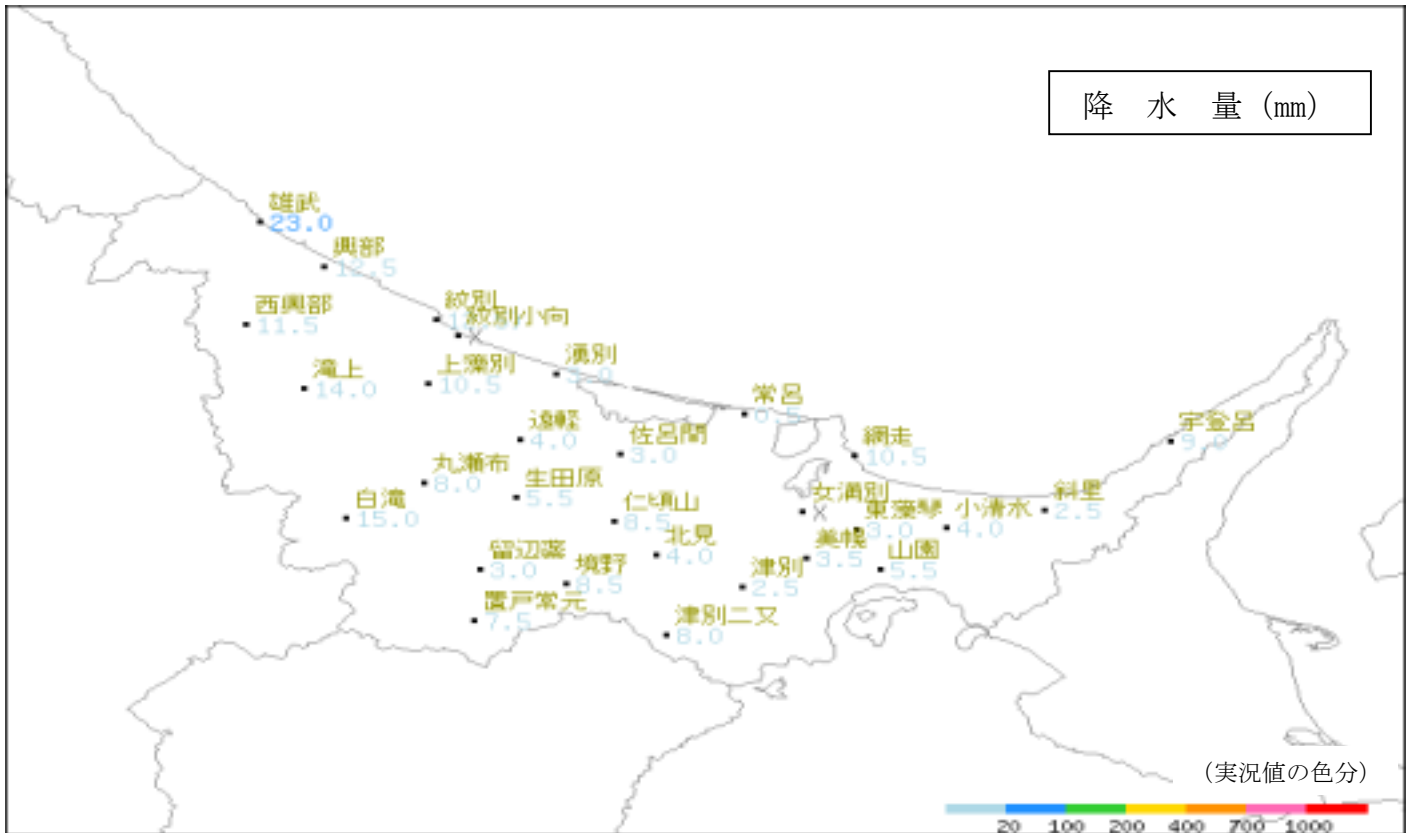 降 水 量 (mm)
雄武
23.0
興部
12.5
西興部
11.5
紋別
紋別小向
×
滝上
14.0
上藻別
10.5
湧別
3.0
常呂
0.5
遠軽
4.0
佐呂間
3.0
網走
10.5
宇登呂
9.0
丸瀬布
8.0
生田原
5.5
白滝
15.0
仁頃山
8.5
女満別
×
東藻琴
3.0
小清水
4.0
斜里
2.5
北見
4.0
美幌
3.5
山園
5.5
留辺蘂
3.0
境野
8.5
津別
2.5
置戸常元
7.5
津別二又
8.0
(実況値の色分)
20 100 200 400 700 1000